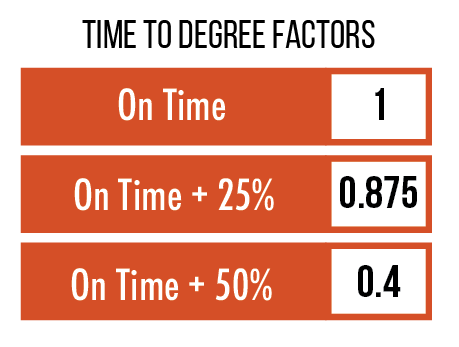 TIME TO DEGREE FACTORS
On Time 1
On Time + 25% 0.875
On Time + 50% 0.4